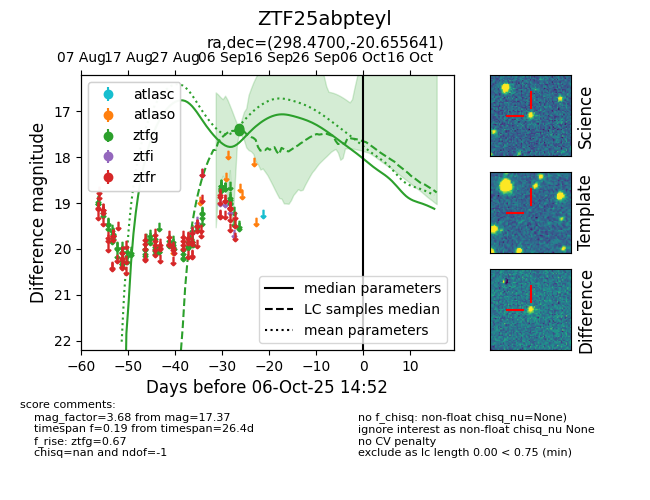 ZTF25abpteyl
ra,dec=(298.4700,-20.655641)
07 Aug 17 Aug 27 Aug 06 Sep 16 Sep 26 Sep 06 Oct 16 Oct
atlasc
atlaso
ztfg
ztfi
ztfr
17
18
19
20
21
22
Difference magnitude
median parameters
LC samples median
mean parameters
−60 −50 −40 −30 −20 −10 0 10
Days before 06-Oct-25 14:52
Science
Template
Difference
score comments:
mag_factor=3.68 from mag=17.37
timespan f=0.19 from timespan=26.4d
f_rise: ztfg=0.67
chisq=nan and ndof=-1
no f_chisq: non-float chisq_nu=None)
ignore interest as non-float chisq_nu None
no CV penalty
exclude as lc length 0.00 < 0.75 (min)